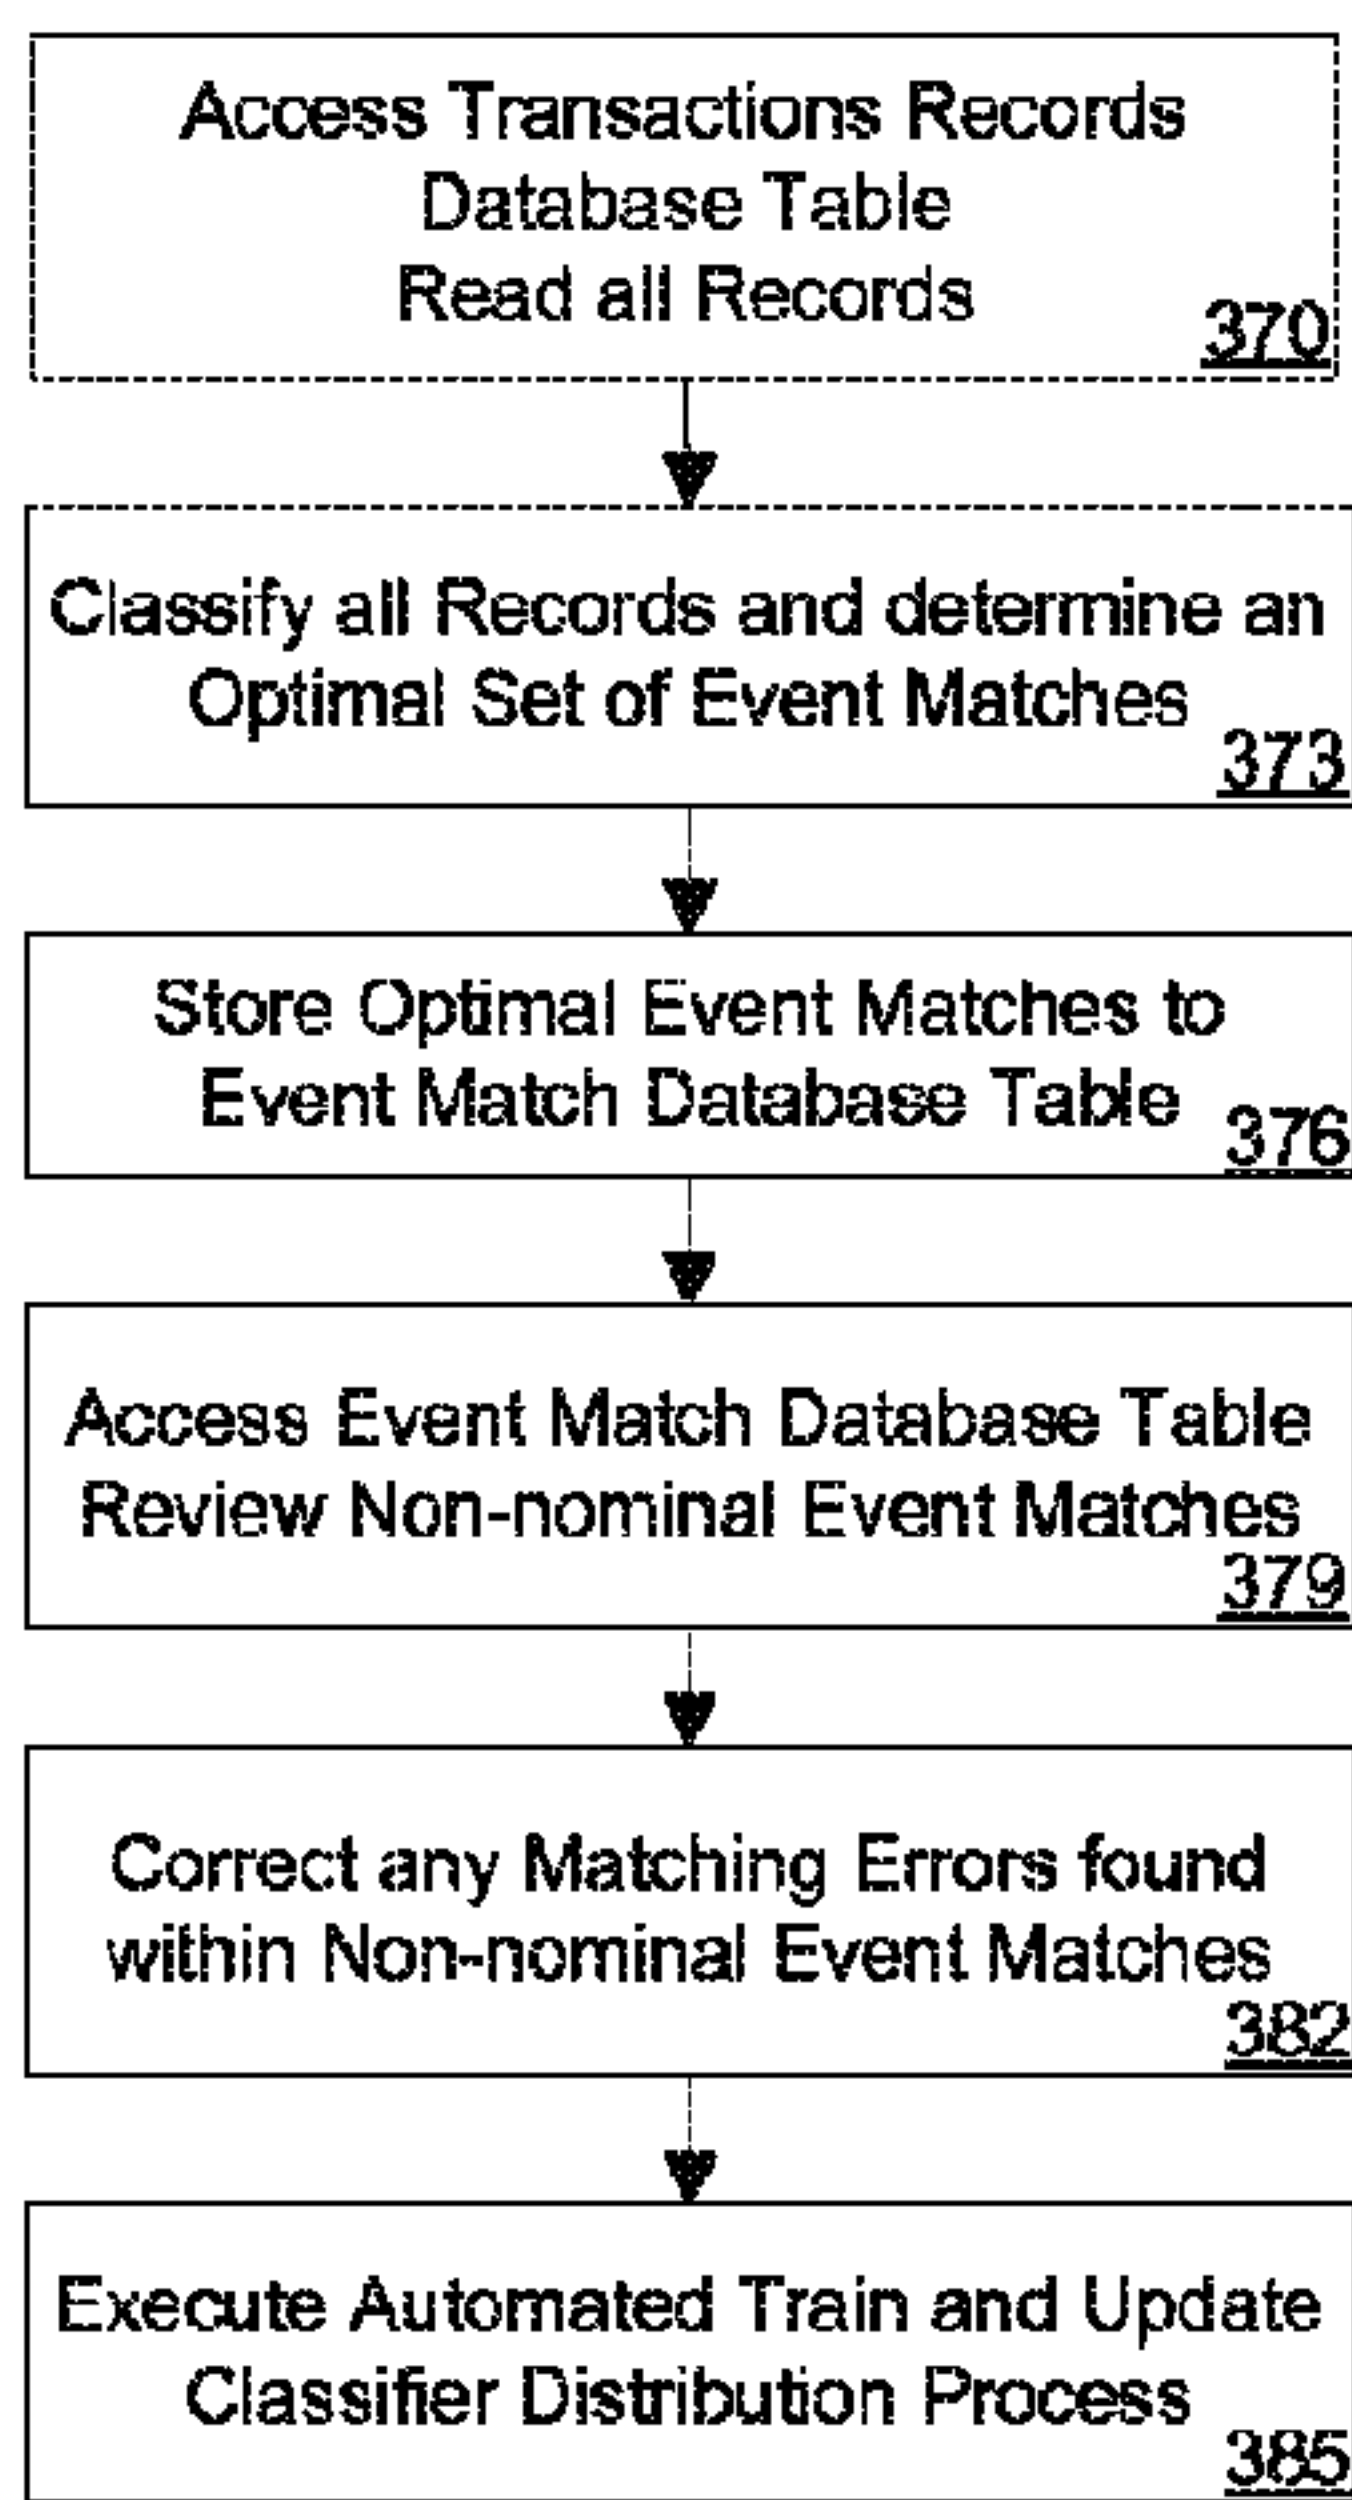 Access Transactions Records
Database Table
Read all Records
370
Classify all Records and determine an
Optimal Set of Event Matches
373
Store Optimal Event Matches to
Event Match Database Table
376
Access Event Match Database Table
Review Non-nominal Event Matches
379
Correct any Matching Errors found
within Non-nominal Event Matches
382
Execute Automated Train and Update
Classifier Distribution Process
385